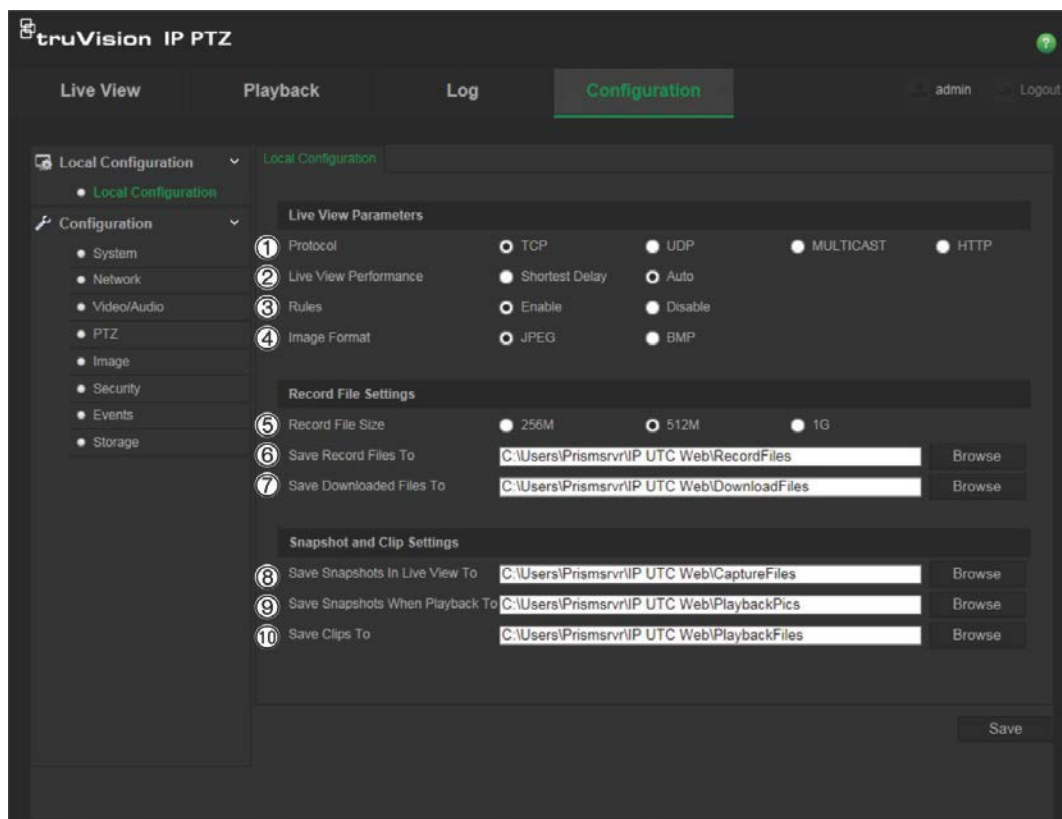 truVision IP PTZ
?
Live View Playback Log Configuration admin Logout
Local Configuration
Local Configuration
Configuration
System
Network
Video/Audio
PTZ
Image
Security
Events
Storage
Local Configuration
Live View Parameters
1 Protocol TCP UDP MULTICAST HTTP
2 Live View Performance Shortest Delay Auto
3 Rules Enable Disable
4 Image Format JPEG BMP
Record File Settings
5 Record File Size 256M 512M 1G
6 Save Record Files To C:\Users\Prismsrvr\IP UTC Web\RecordFiles Browse
7 Save Downloaded Files To C:\Users\Prismsrvr\IP UTC Web\DownloadFiles Browse
Snapshot and Clip Settings
8 Save Snapshots In Live View To C:\Users\Prismsrvr\IP UTC Web\CaptureFiles Browse
9 Save Snapshots When Playback To C:\Users\Prismsrvr\IP UTC Web\PlaybackPics Browse
10 Save Clips To C:\Users\Prismsrvr\IP UTC Web\PlaybackFiles Browse
Save